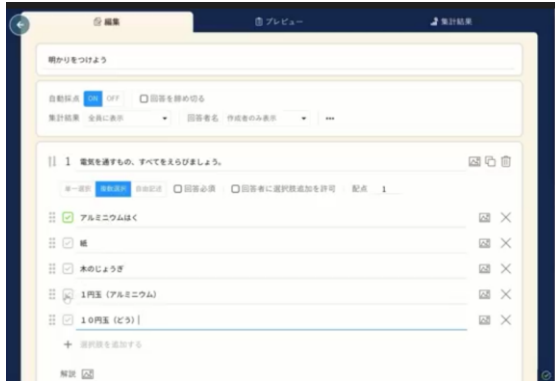 編集 プレビュー 集計結果
明かりをつけよう
自動採点 ON OFF 回答を締め切る
集計結果 全員に表示 回答者名 作成者のみ表示 •••
1 電気を通すもの、すべてをえらびましょう。
単一選択 複数選択 自由記述 回答必須 回答者に選択肢追加を許可 配点 1
アルミニウムはく
紙
木のじょうぎ
1円玉（アルミニウム）
１０円玉（どう）
+ 選択肢を追加する
解説